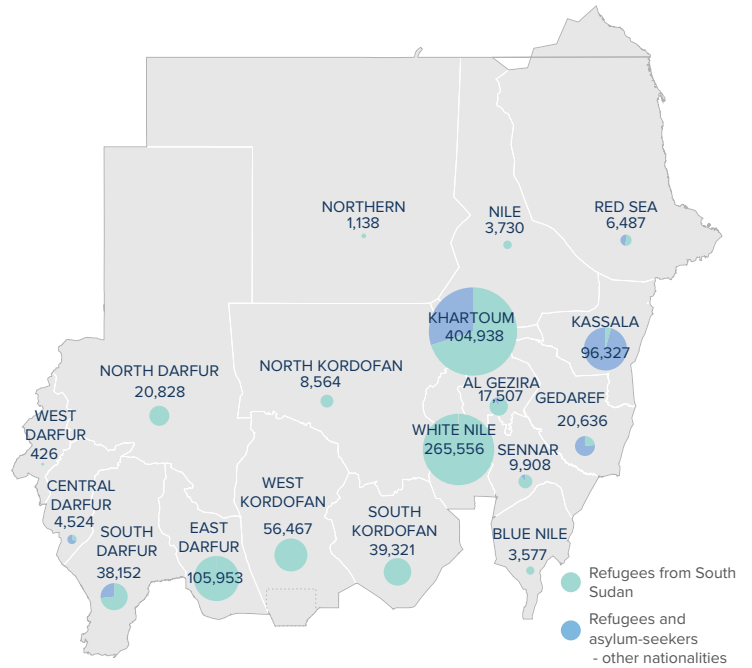 NORTHERN
1,138
NILE
3,730
RED SEA
6,487
KHARTOUM
404,938
KASSALA
96,327
NORTH DARFUR
20,828
NORTH KORDOFAN
8,564
AL GEZIRA
17,507
GEDAREF
20,636
WEST
DARFUR
426
WHITE NILE
265,556
SENNAR
9,908
CENTRAL
DARFUR
4,524
SOUTH
DARFUR
38,152
EAST
DARFUR
105,953
WEST
KORDOFAN
56,467
SOUTH
KORDOFAN
39,321
BLUE NILE
3,577
Refugees from South
Sudan
Refugees and
asylum-seekers
- other nationalities